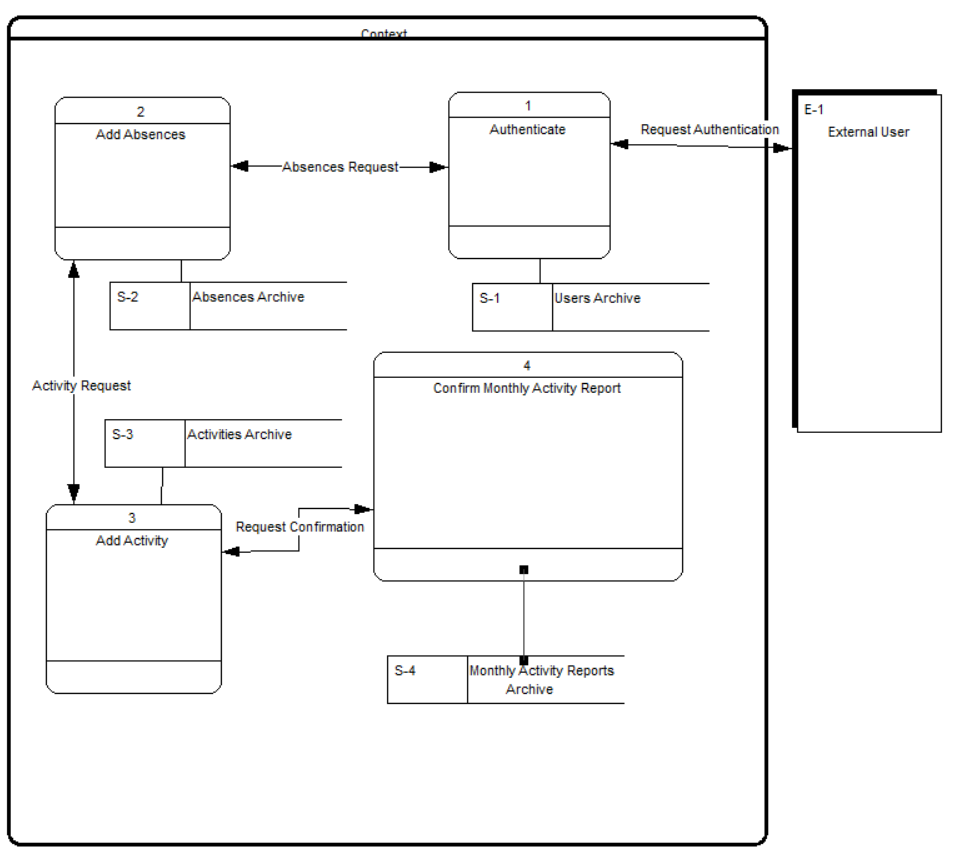 Context
2
Add Absences
1
Authenticate
Request Authentication
E-1
External User
Absences Request
S-2
Absences Archive
S-1
Users Archive
Activity Request
4
Confirm Monthly Activity Report
S-3
Activities Archive
3
Add Activity
Request Confirmation
S-4
Monthly Activity Reports
Archive